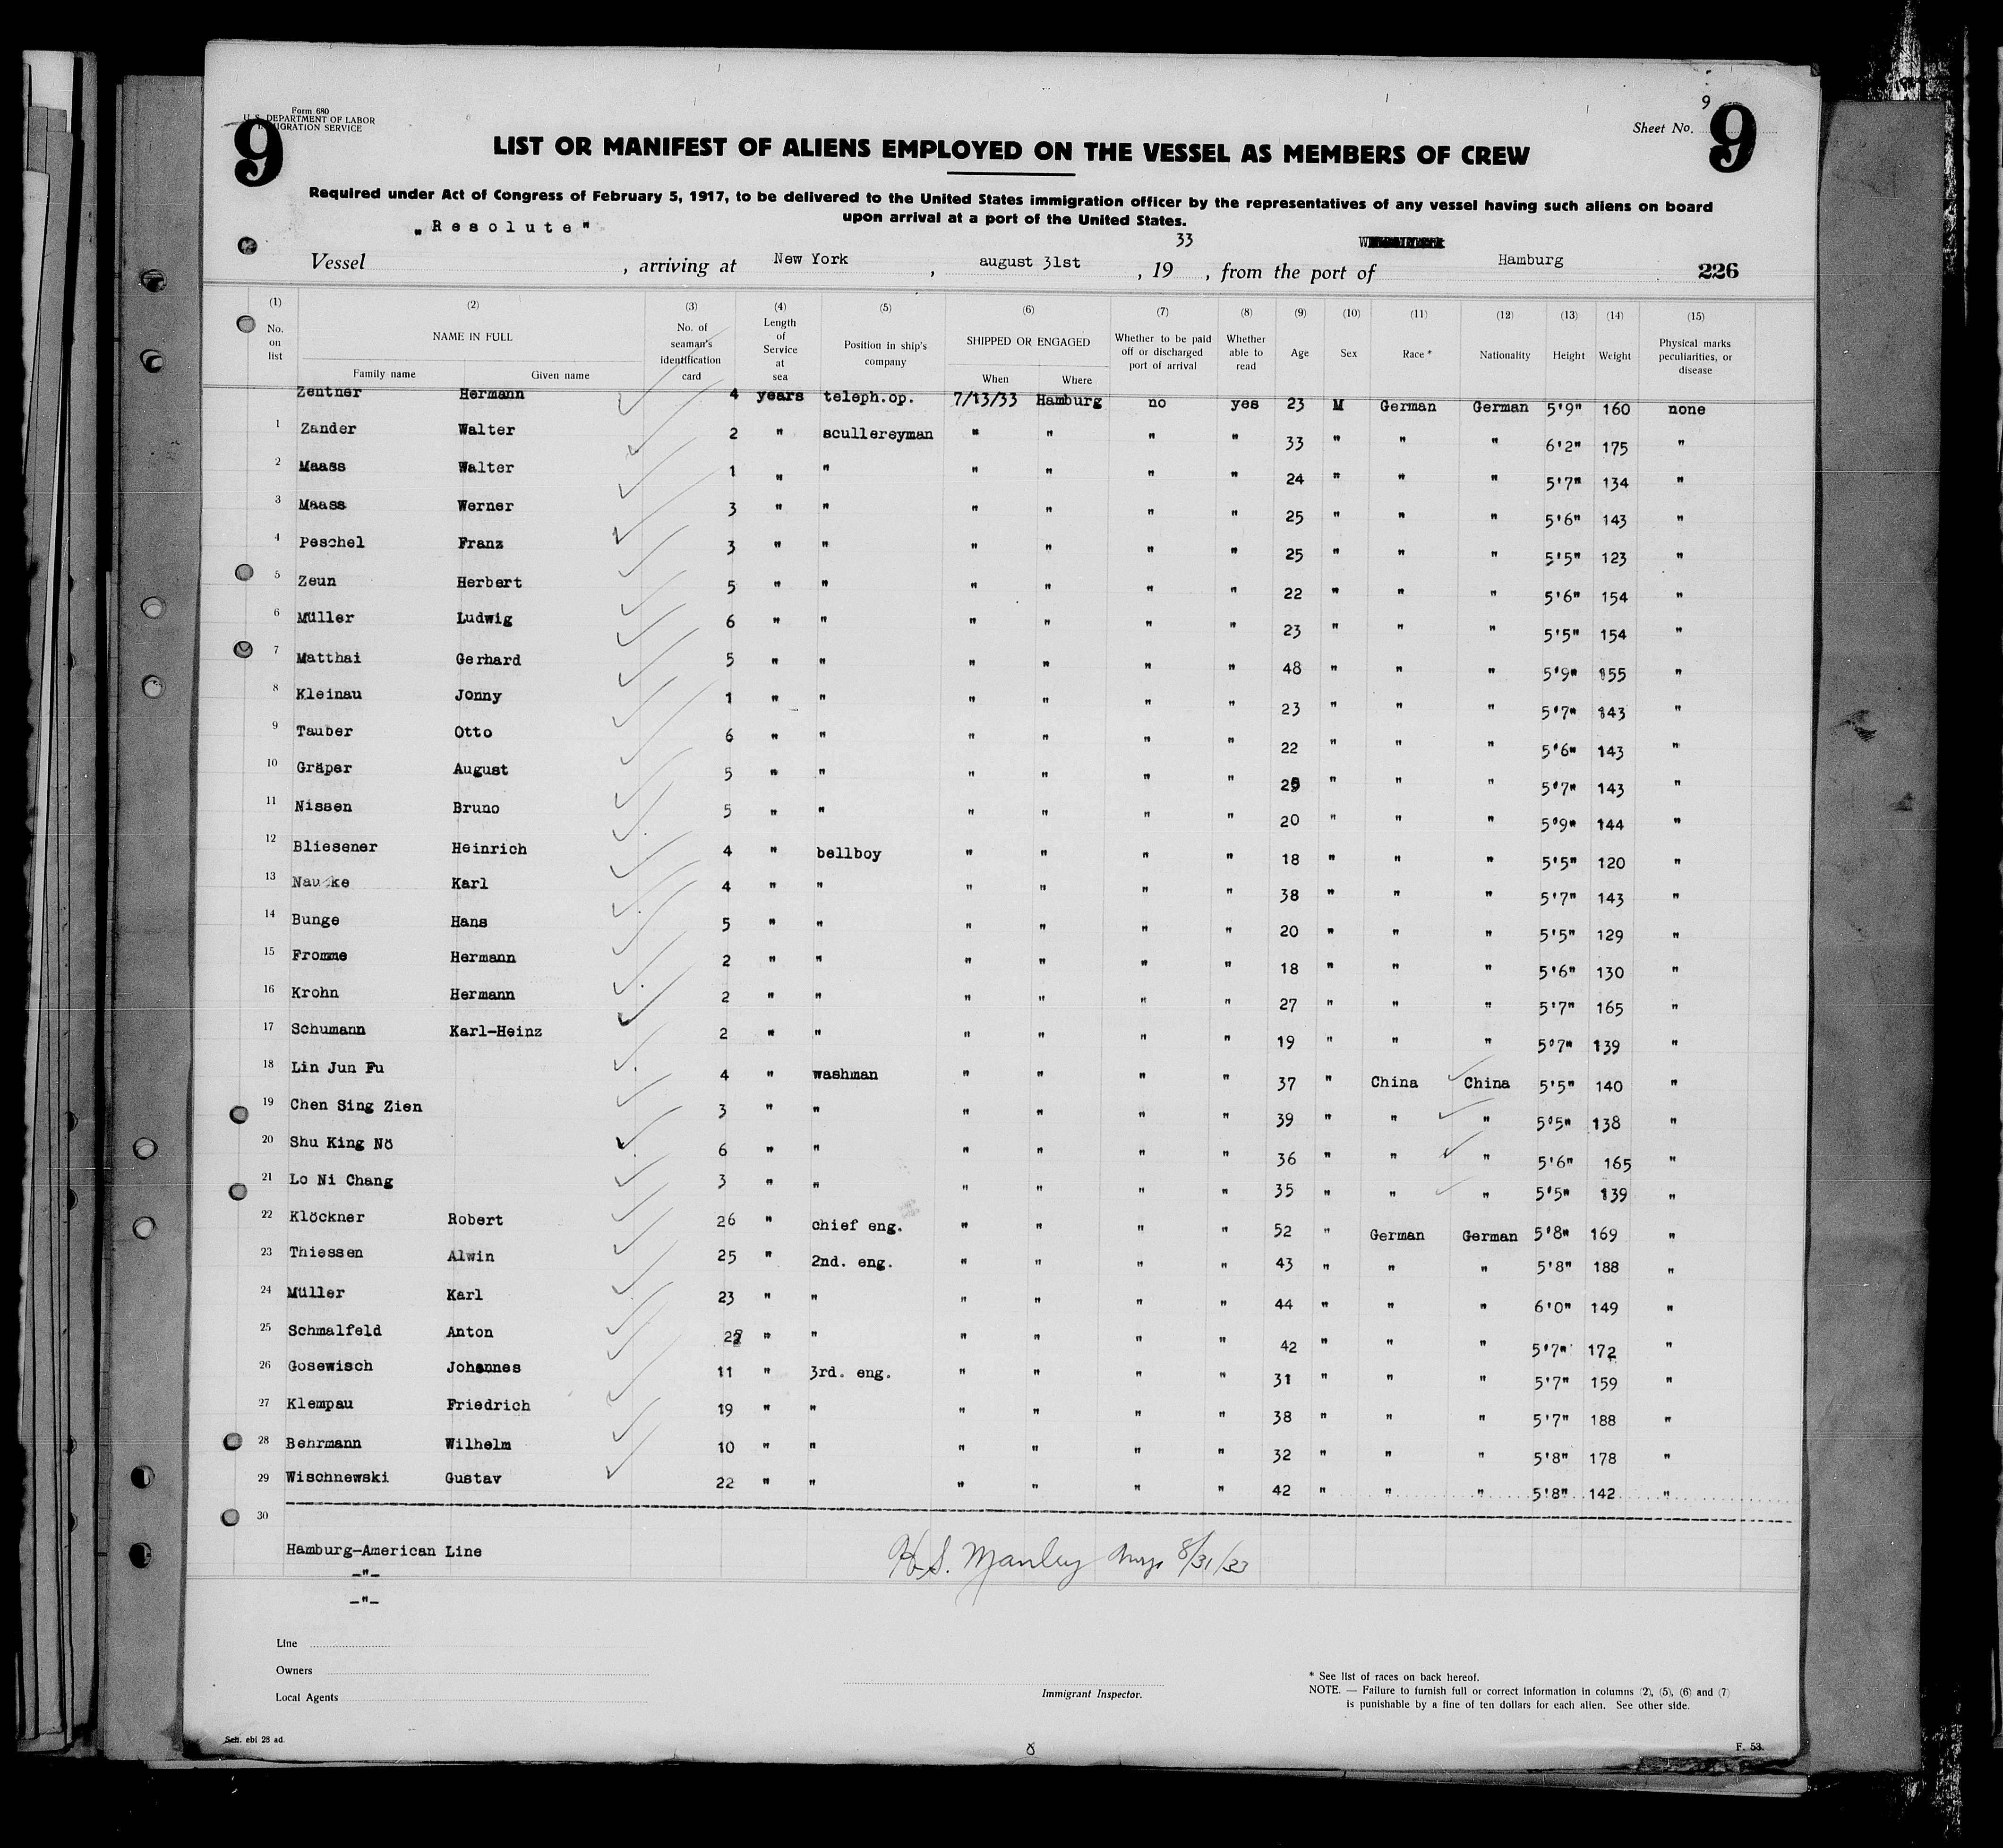 9
Form 680
U. S. DEPARTMENT OF LABOR
IMMIGRATION SERVICE
9
Sheet No. 9
LIST OR MANIFEST OF ALIENS EMPLOYED ON THE VESSEL AS MEMBERS OF CREW
Required under Act of Congress of February 5, 1917, to be delivered to the United States immigration officer by the representatives of any vessel having such aliens on board
upon arrival at a port of the United States.
Vessel „Resolute", arriving at New York, august 31st, 1933, from the port of Hamburg 226
(1) (2) (3) (4) (5) (6) (7) (8) (9) (10) (11) (12) (13) (14) (15)
No. on list NAME IN FULL Family name Given name No. of seaman's identification card Length of Service at sea Position in ship's company SHIPPED OR ENGAGED When Where Whether to be paid off or discharged port of arrival Whether able to read Age Sex Race * Nationality Height Weight Physical marks peculiarities, or disease
Zentner Hermann 4 years teleph.op. 7/13/33 Hamburg no yes 23 M German German 5'9" 160 none
1 Zander Walter 2 " scullereyman " " " " 33 " " " 6'2" 175 "
2 Maass Walter 1 " " " " " " 24 " " " 5'7" 134 "
3 Maass Werner 3 " " " " " " 25 " " " 5'6" 143 "
4 Peschel Franz 3 " " " " " " 25 " " " 5'5" 123 "
5 Zeun Herbert 5 " " " " " " 22 " " " 5'6" 154 "
6 Müller Ludwig 6 " " " " " " 23 " " " 5'5" 154 "
7 Matthai Gerhard 5 " " " " " " 48 " " " 5'9" 155 "
8 Kleinau Jonny 1 " " " " " " 23 " " " 5'7" 143 "
9 Tauber Otto 6 " " " " " " 22 " " " 5'6" 143 "
10 Gräper August 5 " " " " " " " " " 5'7" 143 "
11 Nissen Bruno 5 " " " " " " 20 " " " 5'9" 144 "
12 Bliesener Heinrich 4 " bellboy " " " " 18 " " " 5'5" 120 "
13 Karl 4 " " " " " " 38 " " " 5'7" 143 "
14 Bunge Hans 5 " " " " " " 20 " " " 5'5" 129 "
15 Fromme Hermann 2 " " " " " " 18 " " " 5'6" 130 "
16 Krohn Hermann 2 " " " " " " 27 " " " 5'7" 165 "
17 Schumann Karl-Heinz 2 " " " " " " 19 " " " 5'7" 139 "
18 Lin Jun Fu 4 " washman " " " " 37 " China China 5'5" 140 "
19 Chen Sing Zien 3 " " " " " " 39 " " " 5'5" 138 "
20 Shu King Nö 6 " " " " " " 36 " " " 5'6" 165 "
21 Lo Ni Chang 3 " " " " " " 35 " " " 5'5" 139 "
22 Klöckner Robert 26 " chief eng. " " " " 52 " German German 5'8" 169 "
23 Thiessen Alwin 25 " 2nd. eng. " " " " 43 " " " 5'8" 188 "
24 Müller Karl 23 " " " " " " 44 " " " 6'0" 149 "
25 Schmalfeld Anton " " " " " " 42 " " " 5'7" 172 "
26 Gosewisch Johannes 11 " 3rd. eng. " " " " 31 " " " 5'7" 159 "
27 Klempau Friedrich 19 " " " " " " 38 " " " 5'7" 188 "
28 Behrmann Wilhelm 10 " " " " " " 32 " " " 5'8" 178 "
29 Wischnewski Gustav 22 " " " " " " 42 " " " 5'8" 142 "
30
Hamburg-American Line
-"-
-"-
H. S. Manley 8/31/33
Line
Owners
Local Agents
Immigrant Inspector.
* See list of races on back hereof.
NOTE. — Failure to furnish full or correct information in columns (2), (5), (6) and (7)
is punishable by a fine of ten dollars for each alien. See other side.
Sch. ebi 28 ad.
8
F. 53.